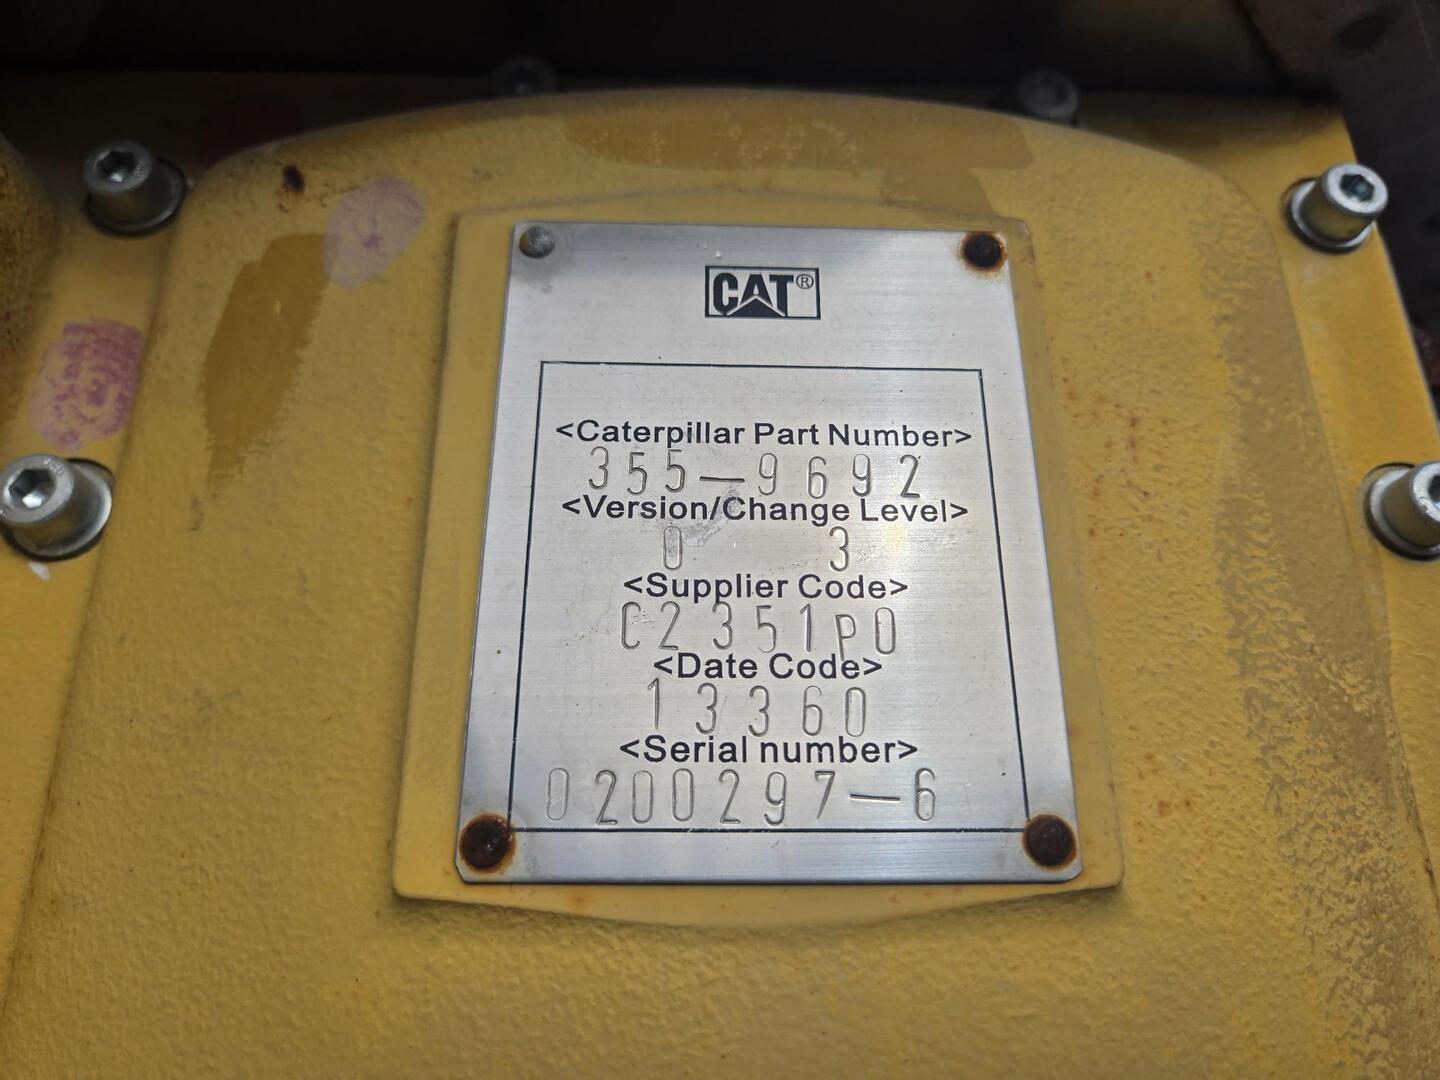 CAT®
<Caterpillar Part Number>
355-9692
<Version/Change Level>
0 3
<Supplier Code>
C2351P0
<Date Code>
13360
<Serial number>
0200297-6